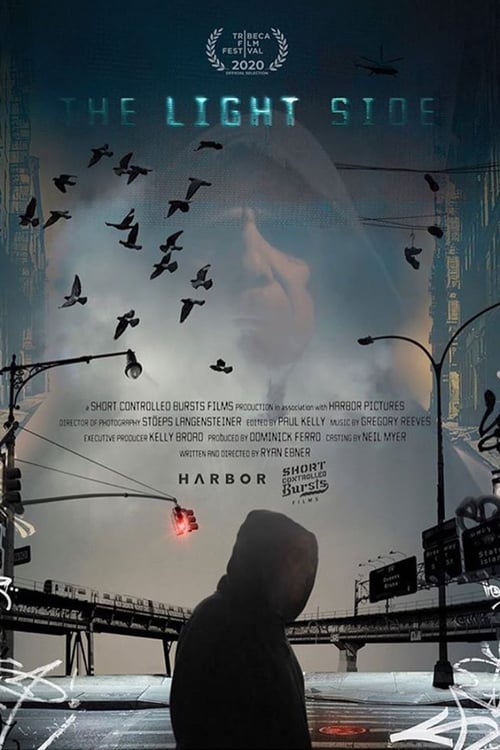 TRIBECA
FILM
FESTIVAL
2020
OFFICIAL SELECTION
THE LIGHT SIDE
a SHORT CONTROLLED BURSTS FILMS PRODUCTION in association with HARBOR PICTURES
DIRECTOR OF PHOTOGRAPHY STÖEPS LANGENSTEINER EDITED BY PAUL KELLY MUSIC BY GREGORY REEVES
EXECUTIVE PRODUCER KELLY BROAD PRODUCED BY DOMINICK FERRO CASTING BY NEIL MYER
WRITTEN AND DIRECTED BY RYAN EBNER
HARBOR
SHORT
CONTROLLED
Bursts
FILMS